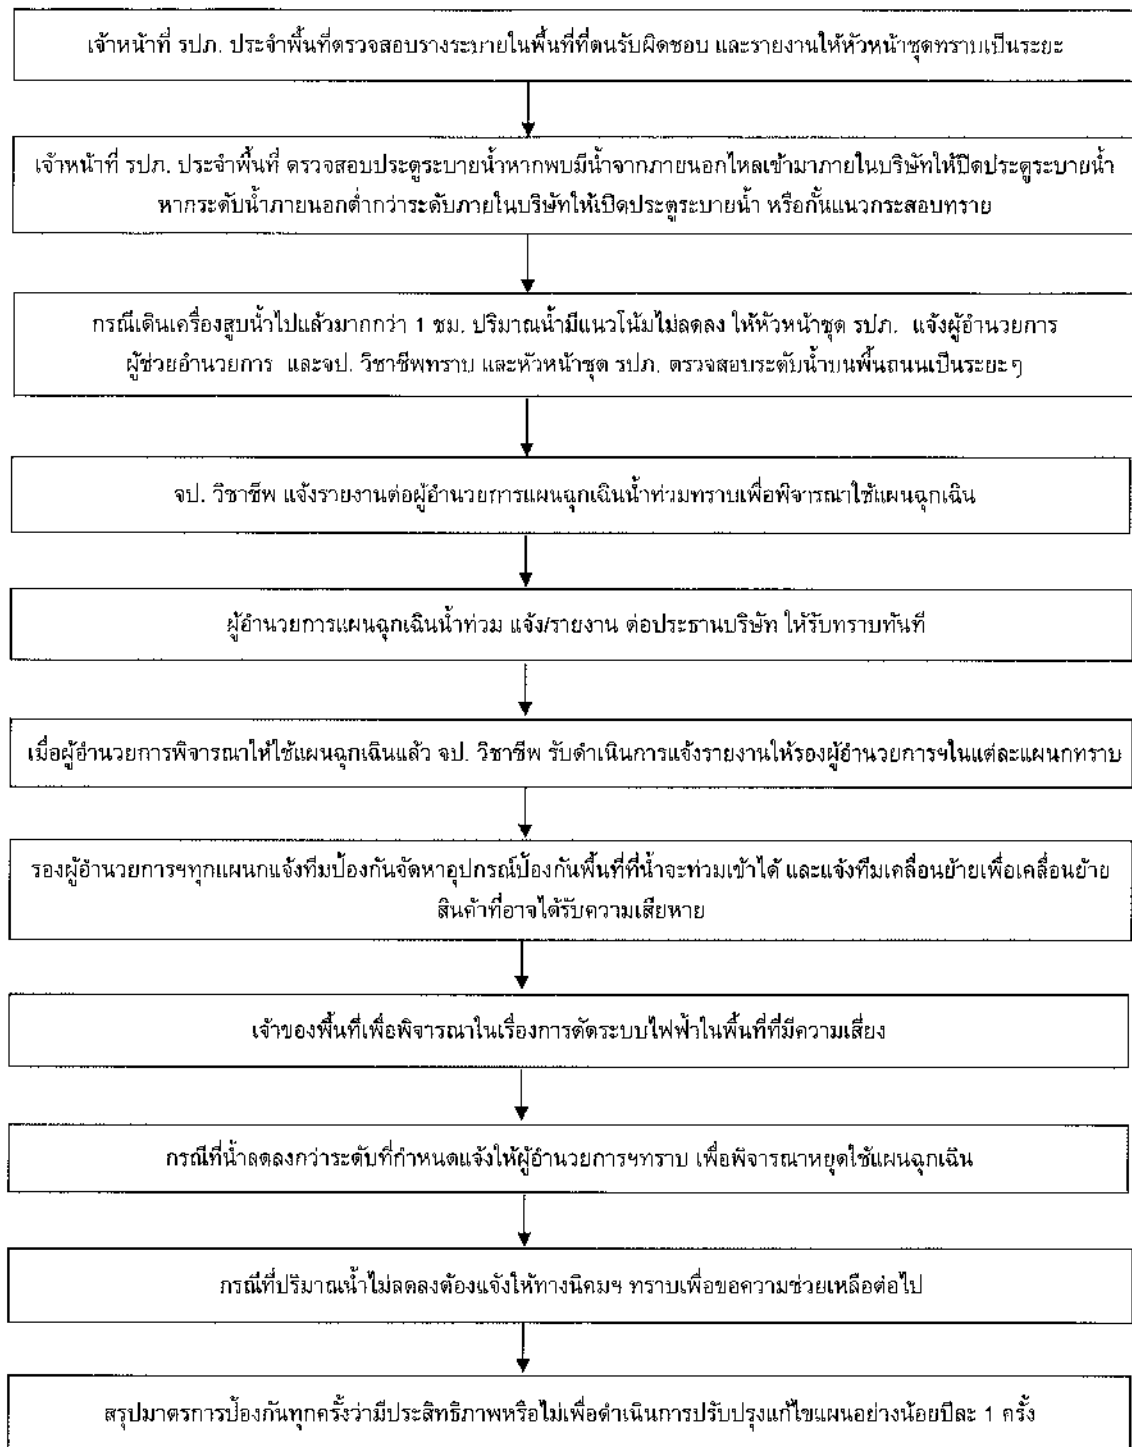 เจ้าหน้าที่ รปภ. ประจำพื้นที่ตรวจสอบรางระบายในพื้นที่ที่ตนรับผิดชอบ และรายงานให้หัวหน้าชุดทราบเป็นระยะ
เจ้าหน้าที่ รปภ. ประจำพื้นที่ ตรวจสอบประตูระบายน้ำหากพบมีน้ำจากภายนอกไหลเข้ามาภายในบริษัทให้ปิดประตูระบายน้ำ
หากระดับน้ำภายนอกต่ำกว่าระดับภายในบริษัทให้เปิดประตูระบายน้ำ หรือกั้นแนวกระสอบทราย
กรณีเดินเครื่องสูบน้ำไปแล้วมากกว่า 1 ชม. ปริมาณน้ำมีแนวโน้มไม่ลดลง ให้หัวหน้าชุด รปภ. แจ้งผู้อำนวยการ
ผู้ช่วยอำนวยการ และจป. วิชาชีพทราบ และหัวหน้าชุด รปภ. ตรวจสอบระดับน้ำบนพื้นถนนเป็นระยะๆ
จป. วิชาชีพ แจ้งรายงานต่อผู้อำนวยการแผนฉุกเฉินน้ำท่วมทราบเพื่อพิจารณาใช้แผนฉุกเฉิน
ผู้อำนวยการแผนฉุกเฉินน้ำท่วม แจ้ง/รายงาน ต่อประธานบริษัท ให้รับทราบทันที
เมื่อผู้อำนวยการพิจารณาให้ใช้แผนฉุกเฉินแล้ว จป. วิชาชีพ รับดำเนินการแจ้งรายงานให้รองผู้อำนวยการฯในแต่ละแผนกทราบ
รองผู้อำนวยการฯทุกแผนกแจ้งทีมป้องกันจัดหาอุปกรณ์ป้องกันพื้นที่ที่น้ำจะท่วมเข้าได้ และแจ้งทีมเคลื่อนย้ายเพื่อเคลื่อนย้าย
สินค้าที่อาจได้รับความเสียหาย
เจ้าของพื้นที่เพื่อพิจารณาในเรื่องการตัดระบบไฟฟ้าในพื้นที่ที่มีความเสี่ยง
กรณีที่น้ำลดลงกว่าระดับที่กำหนดแจ้งให้ผู้อำนวยการฯทราบ เพื่อพิจารณาหยุดใช้แผนฉุกเฉิน
กรณีที่ปริมาณน้ำไม่ลดลงต้องแจ้งให้ทางนิคมฯ ทราบเพื่อขอความช่วยเหลือต่อไป
สรุปมาตรการป้องกันทุกครั้งว่ามีประสิทธิภาพหรือไม่เพื่อดำเนินการปรับปรุงแก้ไขแผนอย่างน้อยปีละ 1 ครั้ง